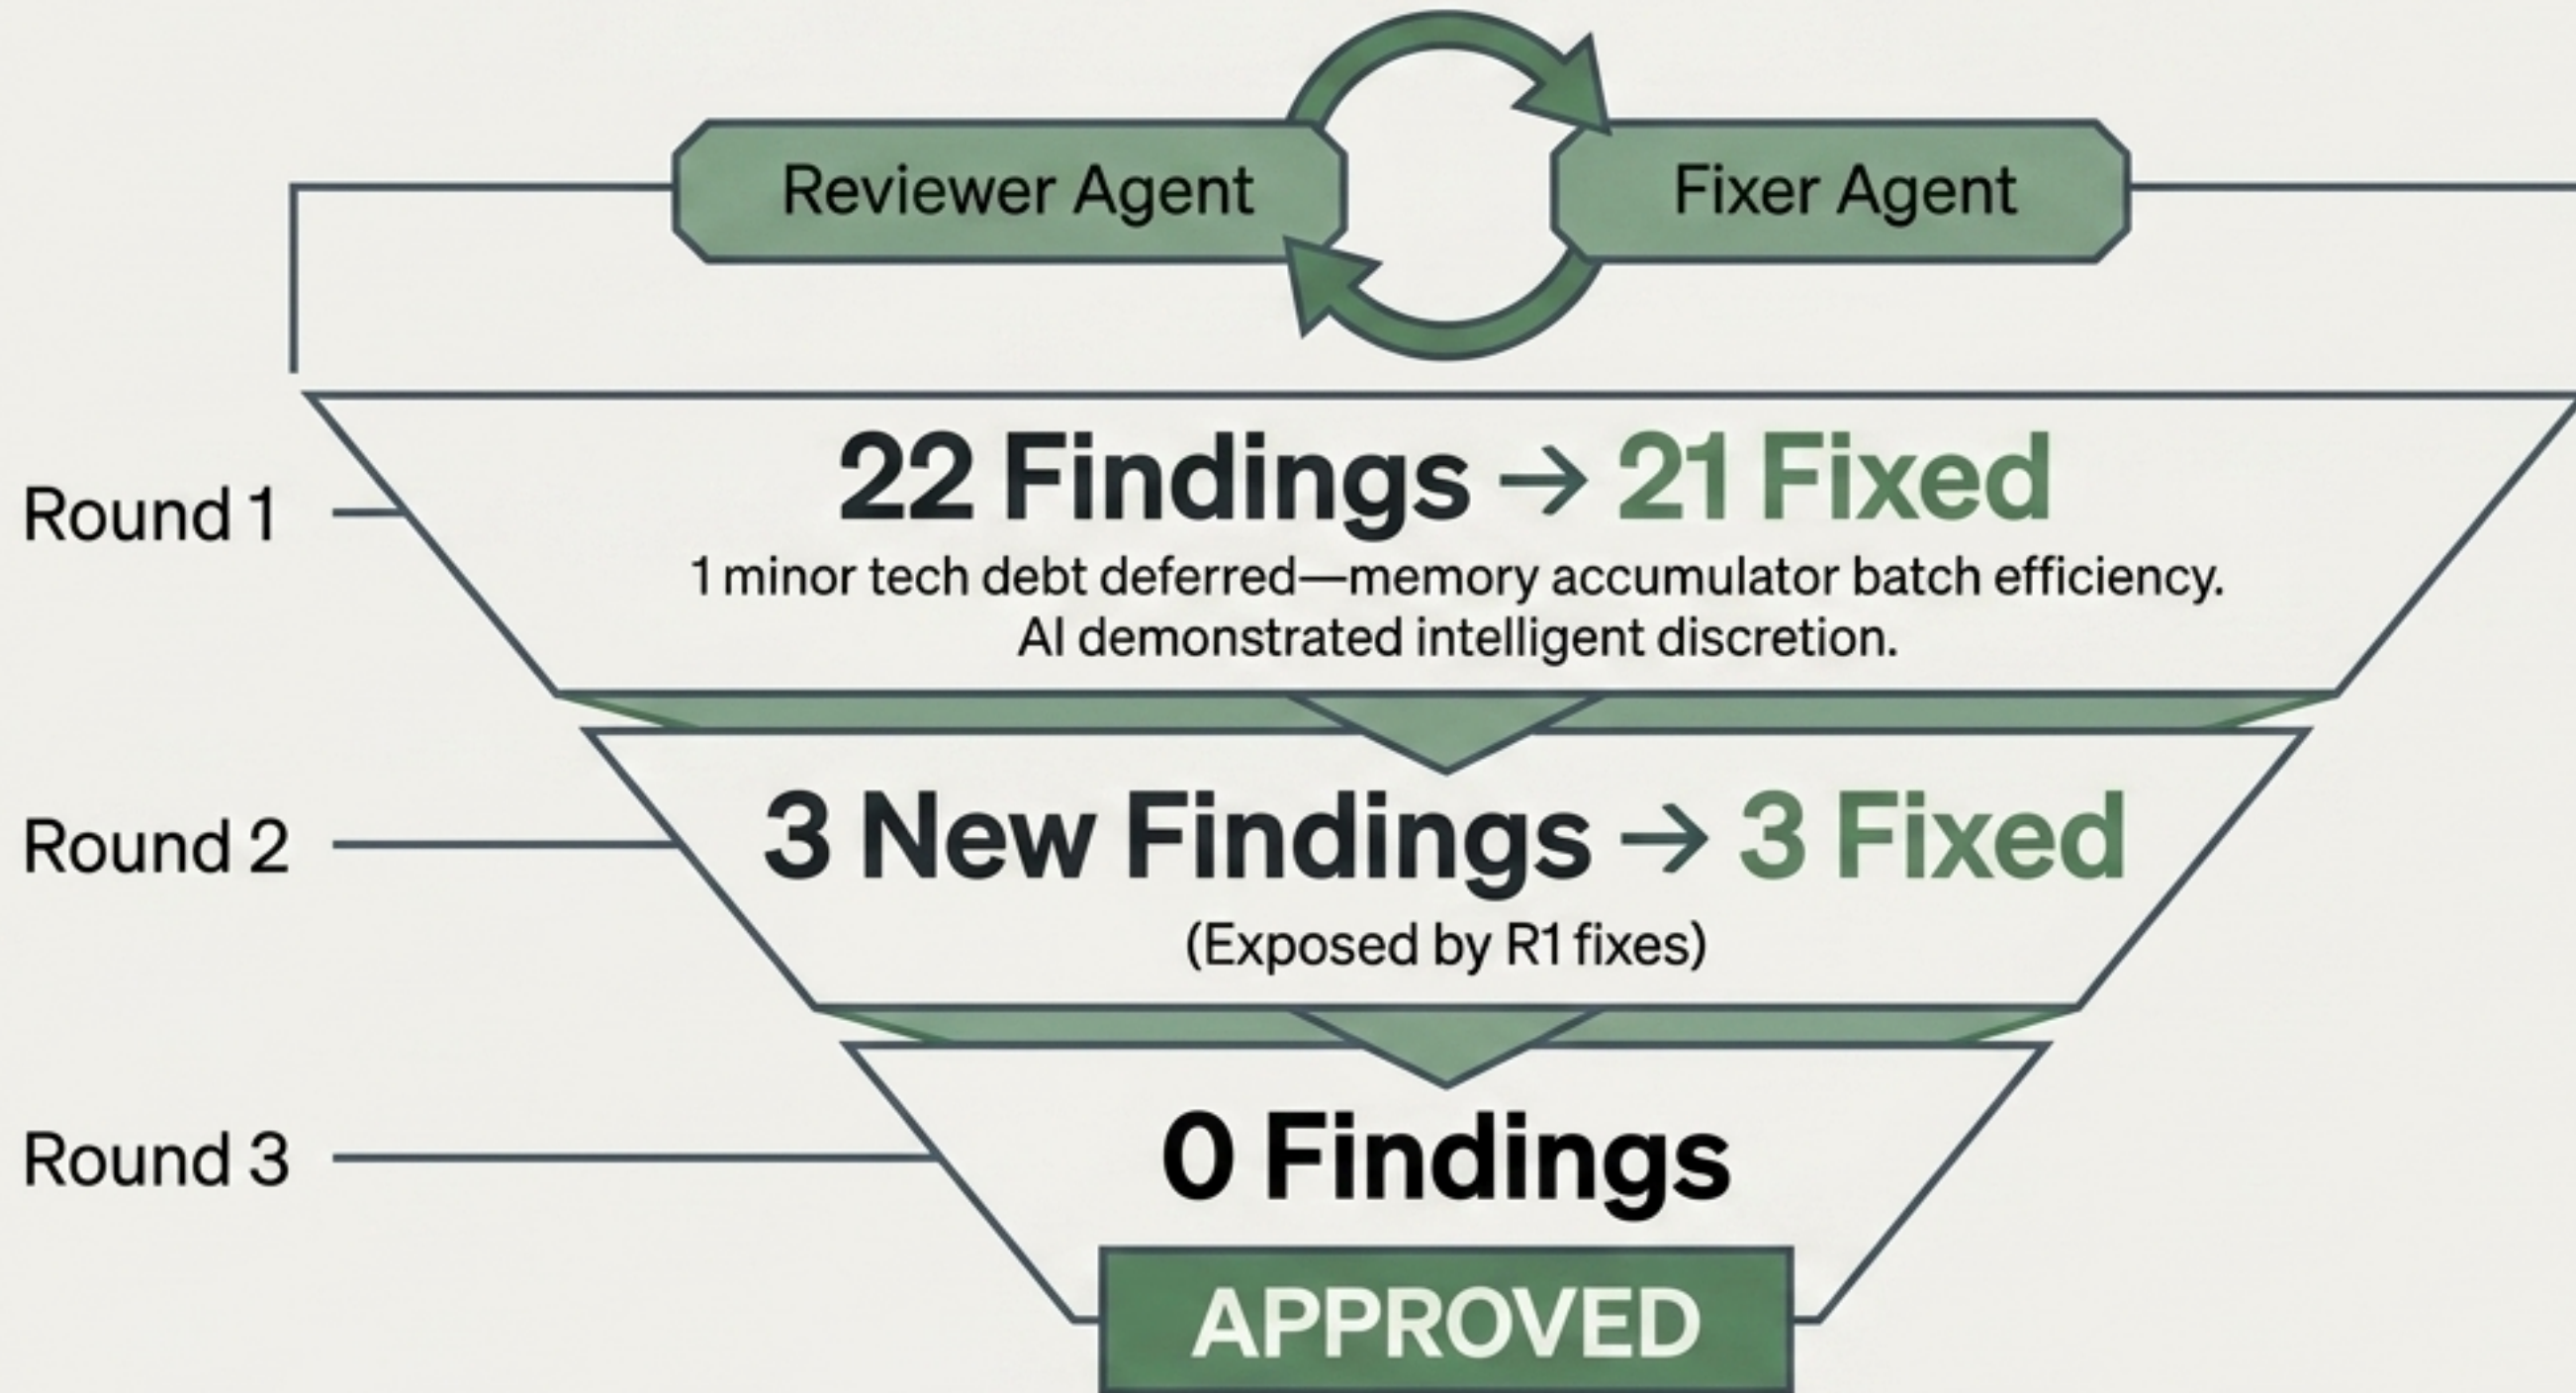 Reviewer Agent
Fixer Agent
Round 1
22 Findings → 21 Fixed
1 minor tech debt deferred—memory accumulator batch efficiency.
AI demonstrated intelligent discretion.
Round 2
3 New Findings → 3 Fixed
(Exposed by R1 fixes)
Round 3
0 Findings
APPROVED